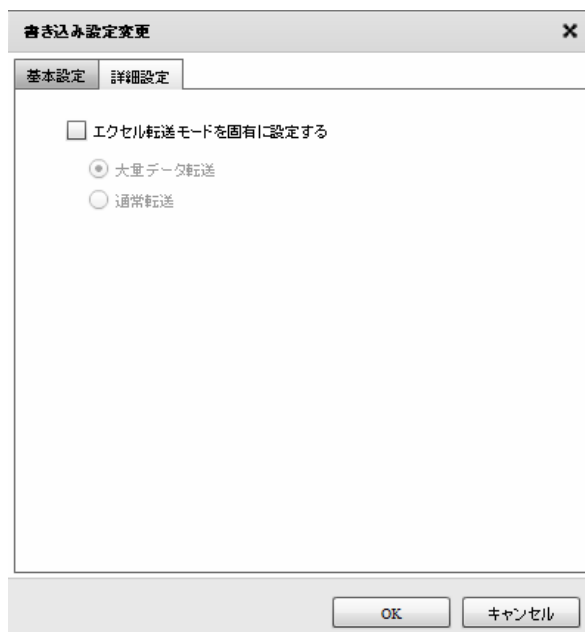 書き込み設定変更
基本設定 詳細設定
エクセル転送モードを固有に設定する
大量データ転送
通常転送
OK キャンセル